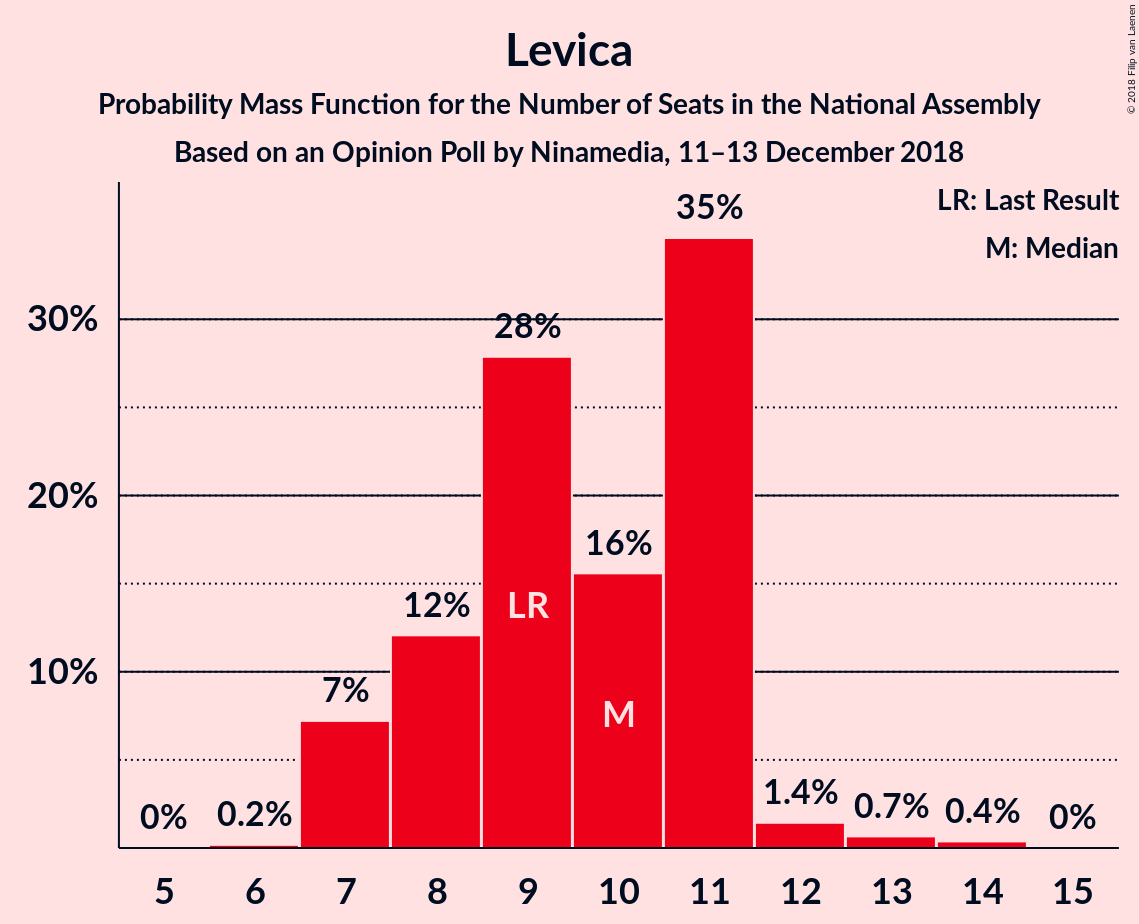 Levica
Probability Mass Function for the Number of Seats in the National Assembly
Based on an Opinion Poll by Ninamedia, 11–13 December 2018
© 2018 Filip van Laenen
LR: Last Result
M: Median
35%
30%
28%
20%
16%
12%
LR
10%
7%
M
0%
0.2%
1.4%
0.7%
0.4%
0%
5 6 7 8 9 10 11 12 13 14 15